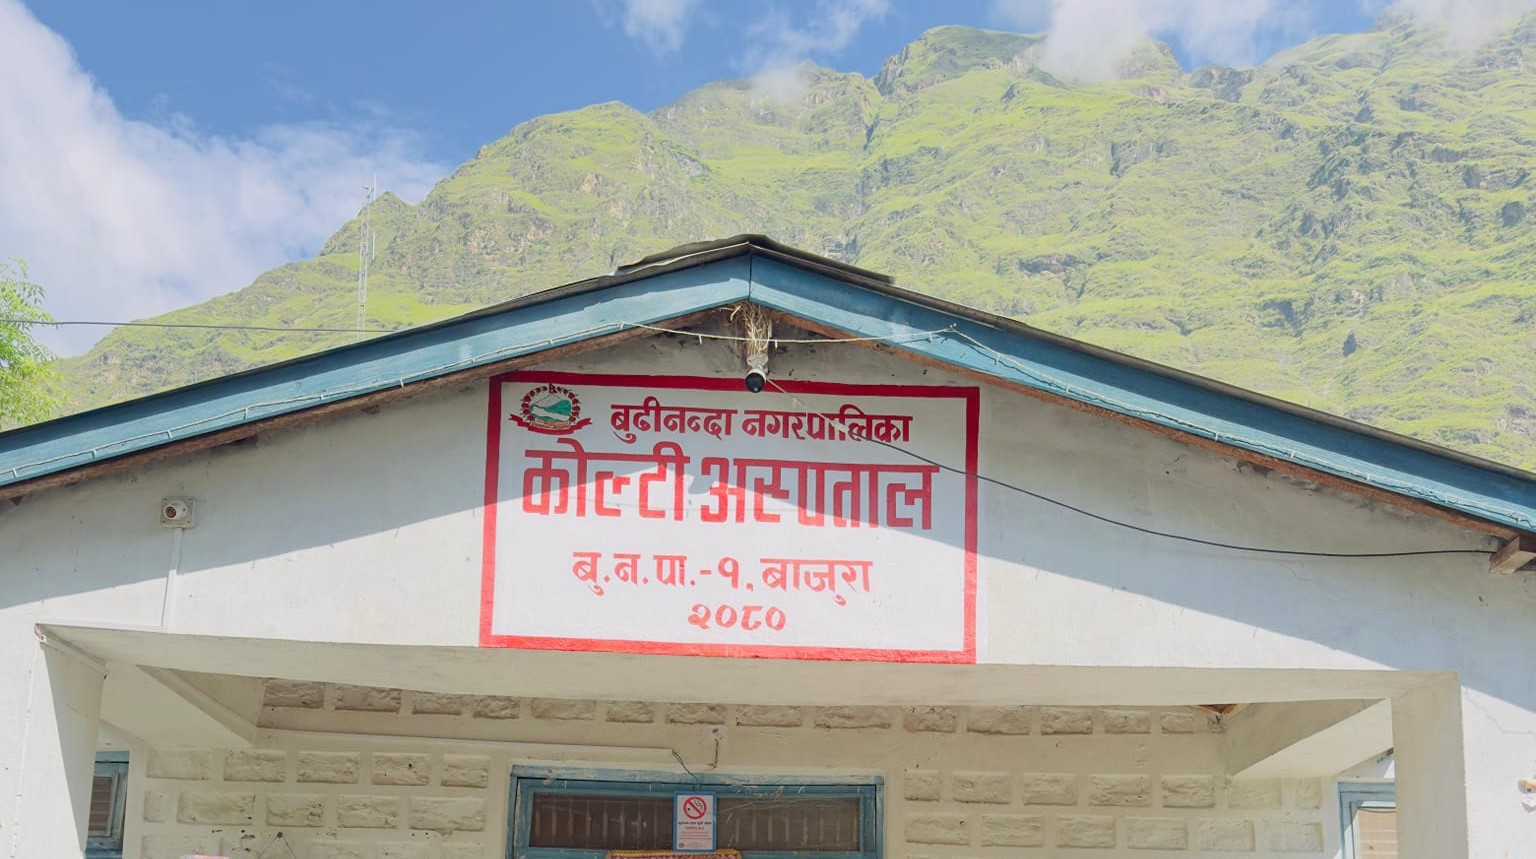 बुढीनन्दा नगरपालिका
कोल्टी अस्पताल
बु.न.पा.-१, बाजुरा
२०८०